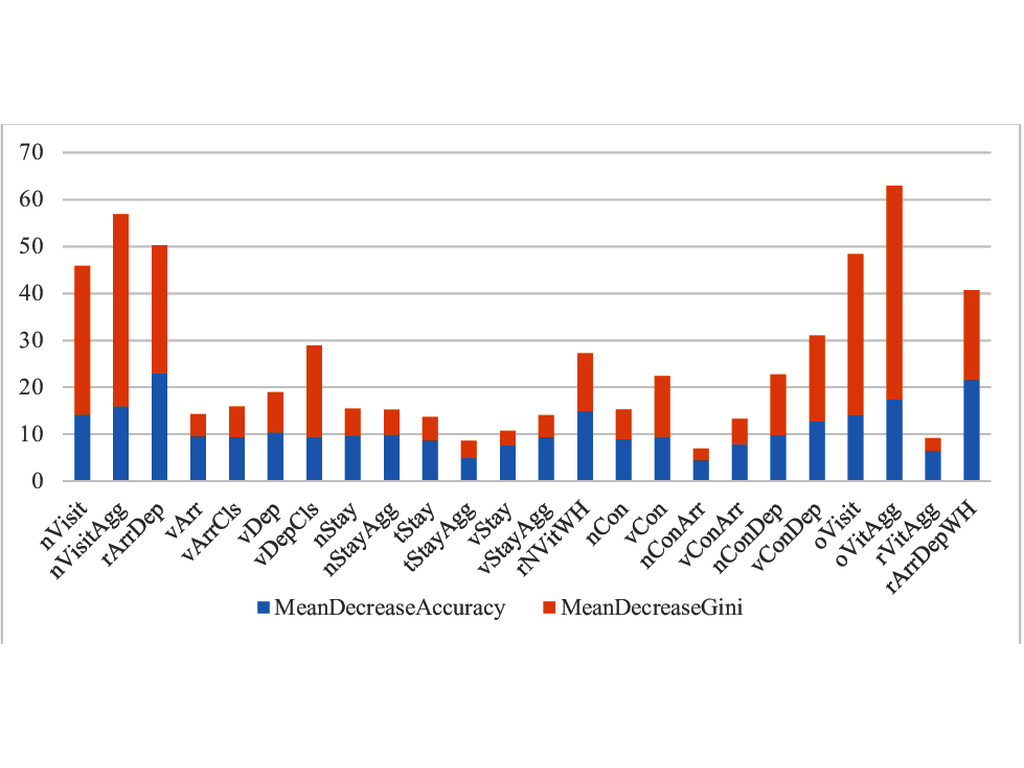 70
60
50
40
30
20
10
0
nVisit
nVisitAgg
rArrDep
vArr
vArrCls
vDep
vDepCls
nStay
nStayAgg
tStay
tStayAgg
vStay
vStayAgg
rNVitWH
nCon
vCon
nConArr
vConArr
nConDep
vConDep
oVisit
oVitAgg
rVitAgg
rArrDepWH
MeanDecreaseAccuracy MeanDecreaseGini